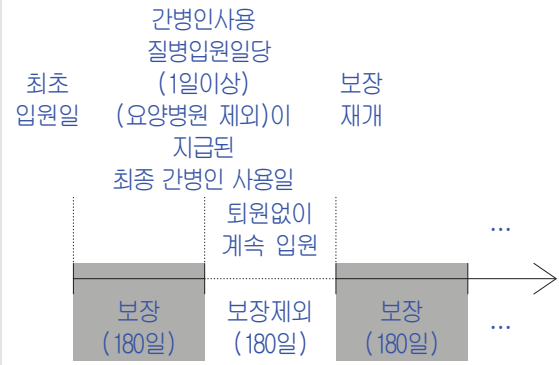 최초
입원일
간병인사용
질병입원일당
(1일이상)
(요양병원 제외)이
지급된
최종 간병인 사용일
보장
재개
퇴원없이
계속 입원
...
보장
(180일)
보장제외
(180일)
보장
(180일)
...